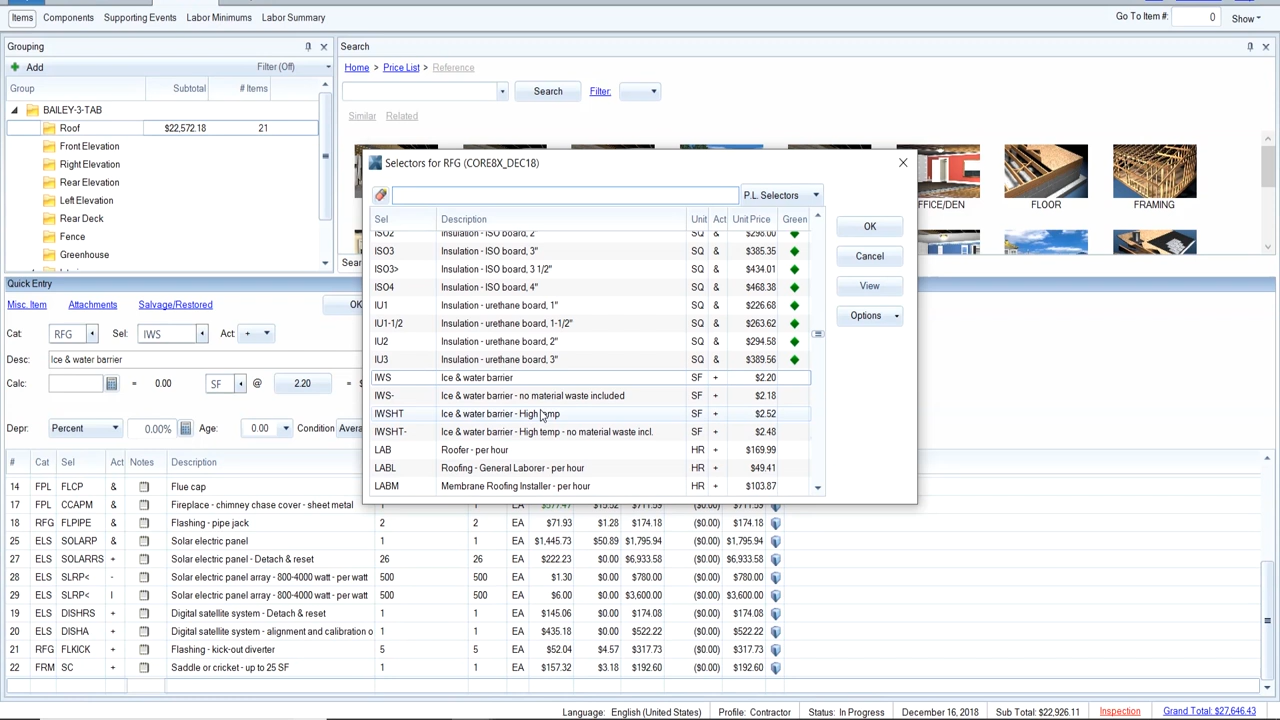 Items Components Supporting Events Labor Minimums Labor Summary Go To Item #: 0 Show
Grouping Search
Add Filter (Off) Home > Price List > Reference
Group Subtotal # Items
Search Filter:
BAILEY-3-TAB
Similar Related
Roof $22,572.18 21
Front Elevation
Right Elevation
Rear Elevation
Left Elevation
Rear Deck
Fence
Greenhouse
FLOOR FRAMING
Selectors for RFG (CORE8X_DEC18)
P.L. Selectors
Sel Description Unit Act Unit Price Green
ISO2 Insulation - ISO board, 2" SQ & $298.00
ISO3 Insulation - ISO board, 3" SQ & $385.35
ISO3> Insulation - ISO board, 3 1/2" SQ & $434.01
ISO4 Insulation - ISO board, 4" SQ & $468.38
IU1 Insulation - urethane board, 1" SQ & $226.68
IU1-1/2 Insulation - urethane board, 1-1/2" SQ & $263.62
IU2 Insulation - urethane board, 2" SQ & $294.58
IU3 Insulation - urethane board, 3" SQ & $389.56
IWS Ice & water barrier SF + $2.20
IWS- Ice & water barrier - no material waste included SF + $2.18
IWSHT Ice & water barrier - High temp SF + $2.52
IWSHT- Ice & water barrier - High temp - no material waste incl. SF + $2.48
LAB Roofer - per hour HR + $169.99
LABL Roofing - General Laborer - per hour HR + $49.41
LABM Membrane Roofing Installer - per hour HR + $103.87
OK
Cancel
View
Options
Quick Entry
Misc. Item Attachments Salvage/Restored
Cat: RFG Sel: IWS Act: +
Desc: Ice & water barrier
Calc: = 0.00 SF @ 2.20 =
Depr: Percent 0.00% Age: 0.00 Condition
# Cat Sel Act Notes Description
14 FPL FLCP & Flue cap
17 FPL CCAPM & Fireplace - chimney chase cover - sheet metal 1 1 EA $577.47 $15.52 $711.59 ($0.00) $711.59
18 RFG FLPIPE & Flashing - pipe jack 2 2 EA $71.93 $1.28 $174.18 ($0.00) $174.18
25 ELS SOLARP & Solar electric panel 1 1 EA $1,445.73 $50.89 $1,795.94 ($0.00) $1,795.94
27 ELS SOLARRS + Solar electric panel - Detach & reset 26 26 EA $222.23 $0.00 $6,933.58 ($0.00) $6,933.58
28 ELS SLRP< - Solar electric panel array - 800-4000 watt - per watt 500 500 EA $1.30 $0.00 $780.00 ($0.00) $780.00
29 ELS SLRP< I Solar electric panel array - 800-4000 watt - per watt 500 500 EA $6.00 $0.00 $3,600.00 ($0.00) $3,600.00
19 ELS DISHRS + Digital satellite system - Detach & reset 1 1 EA $145.06 $0.00 $174.08 ($0.00) $174.08
20 ELS DISHA + Digital satellite system - alignment and calibration o 1 1 EA $435.18 $0.00 $522.22 ($0.00) $522.22
21 RFG FLKICK + Flashing - kick-out diverter 5 5 EA $52.04 $4.57 $317.73 ($0.00) $317.73
22 FRM SC + Saddle or cricket - up to 25 SF 1 1 EA $157.32 $3.18 $192.60 ($0.00) $192.60
Language: English (United States) Profile: Contractor Status: In Progress December 16, 2018 Sub Total: $22,926.11 Inspection Grand Total: $27,646.43